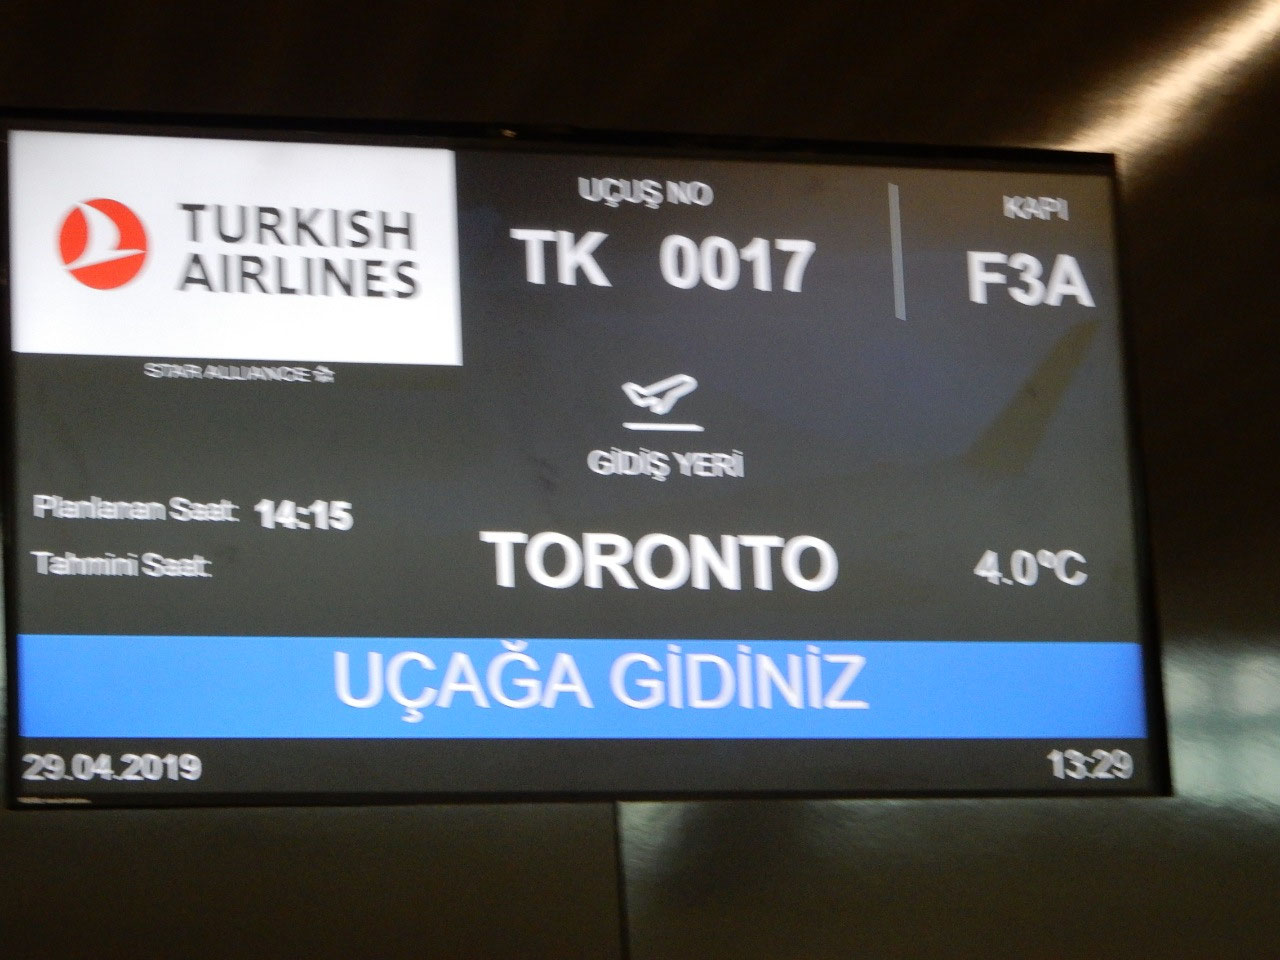 TURKISH
AIRLINES
STAR ALLIANCE
UÇUŞ NO
TK 0017
KAPI
F3A
GİDİŞ YERİ
Planlanan Saat: 14:15
Tahmini Saat:
TORONTO
4.0°C
UÇAĞA GİDİNİZ
29.04.2019
13:29